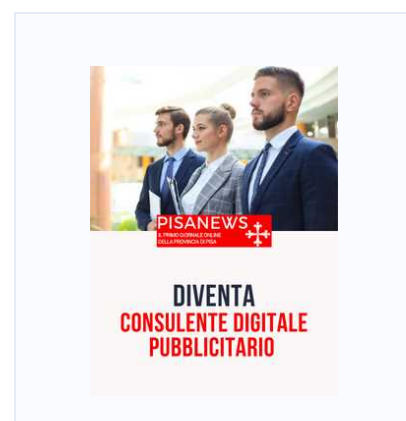 PISANEWS
IL PRIMO GIORNALE ONLINE
DELLA PROVINCIA DI PISA
DIVENTA
CONSULENTE DIGITALE
PUBBLICITARIO